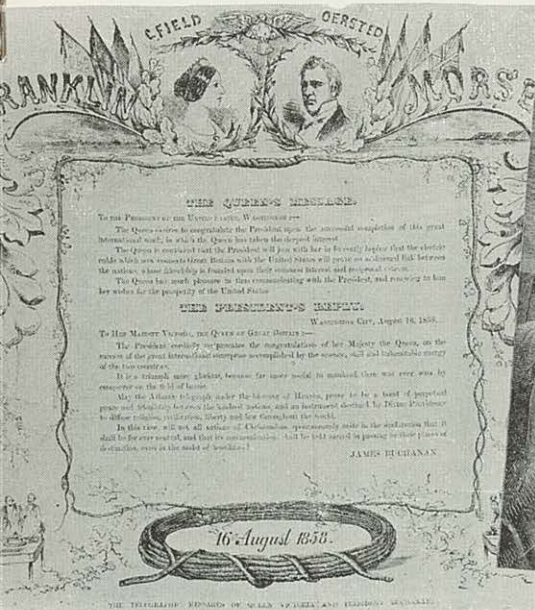 C. FIELD OERSTED
FRANKLIN MORSE
THE QUEEN'S MESSAGE.
TO THE PRESIDENT OF THE UNITED STATES, WASHINGTON :—
The Queen desires to congratulate the President upon the successful completion of this great
international work, in which the Queen has taken the deepest interest.
The Queen is convinced that the President will join with her in fervently hoping that the electric
cable which now connects Great Britain with the United States will prove an additional link between
the nations, whose friendship is founded upon their common interest and reciprocal esteem.
The Queen has much pleasure in thus communicating with the President, and renewing to him
her wishes for the prosperity of the United States.
THE PRESIDENT'S REPLY.
WASHINGTON CITY, August 16, 1858.
TO HER MAJESTY VICTORIA, THE QUEEN OF GREAT BRITAIN :—
The President cordially reciprocates the congratulations of her Majesty the Queen, on the
success of the great international enterprise accomplished by the science, skill and indomitable energy
of the two countries.
It is a triumph more glorious, because far more useful to mankind, than was ever won by
conqueror on the field of battle.
May the Atlantic telegraph under the blessing of Heaven, prove to be a bond of perpetual
peace and friendship between the kindred nations, and an instrument destined by Divine Providence
to diffuse religion, civilization, liberty and law throughout the world.
In this view, will not all nations of Christendom spontaneously unite in the declaration that it
shall be for ever neutral, and that its communications shall be held sacred in passing to their places of
destination, even in the midst of hostilities?
JAMES BUCHANAN.
16 August 1858.
THE TELEGRAPHIC MESSAGES OF QUEEN VICTORIA AND PRESIDENT BUCHANAN.